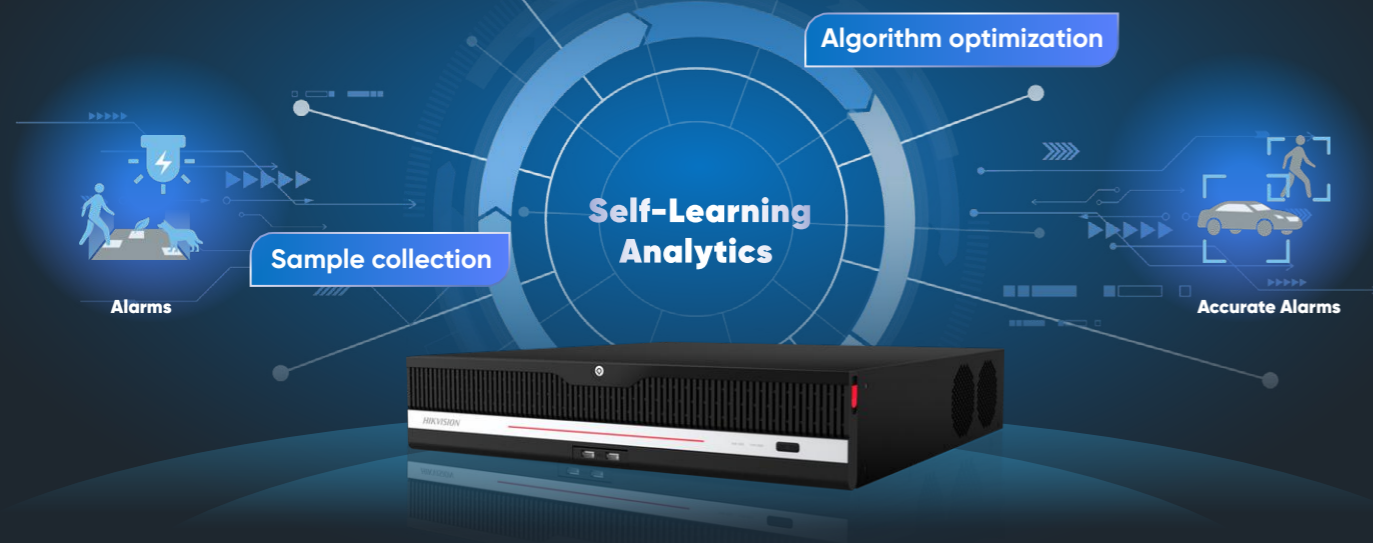 Algorithm optimization
Self-Learning
Analytics
Sample collection
Alarms
Accurate Alarms
HIKVISION